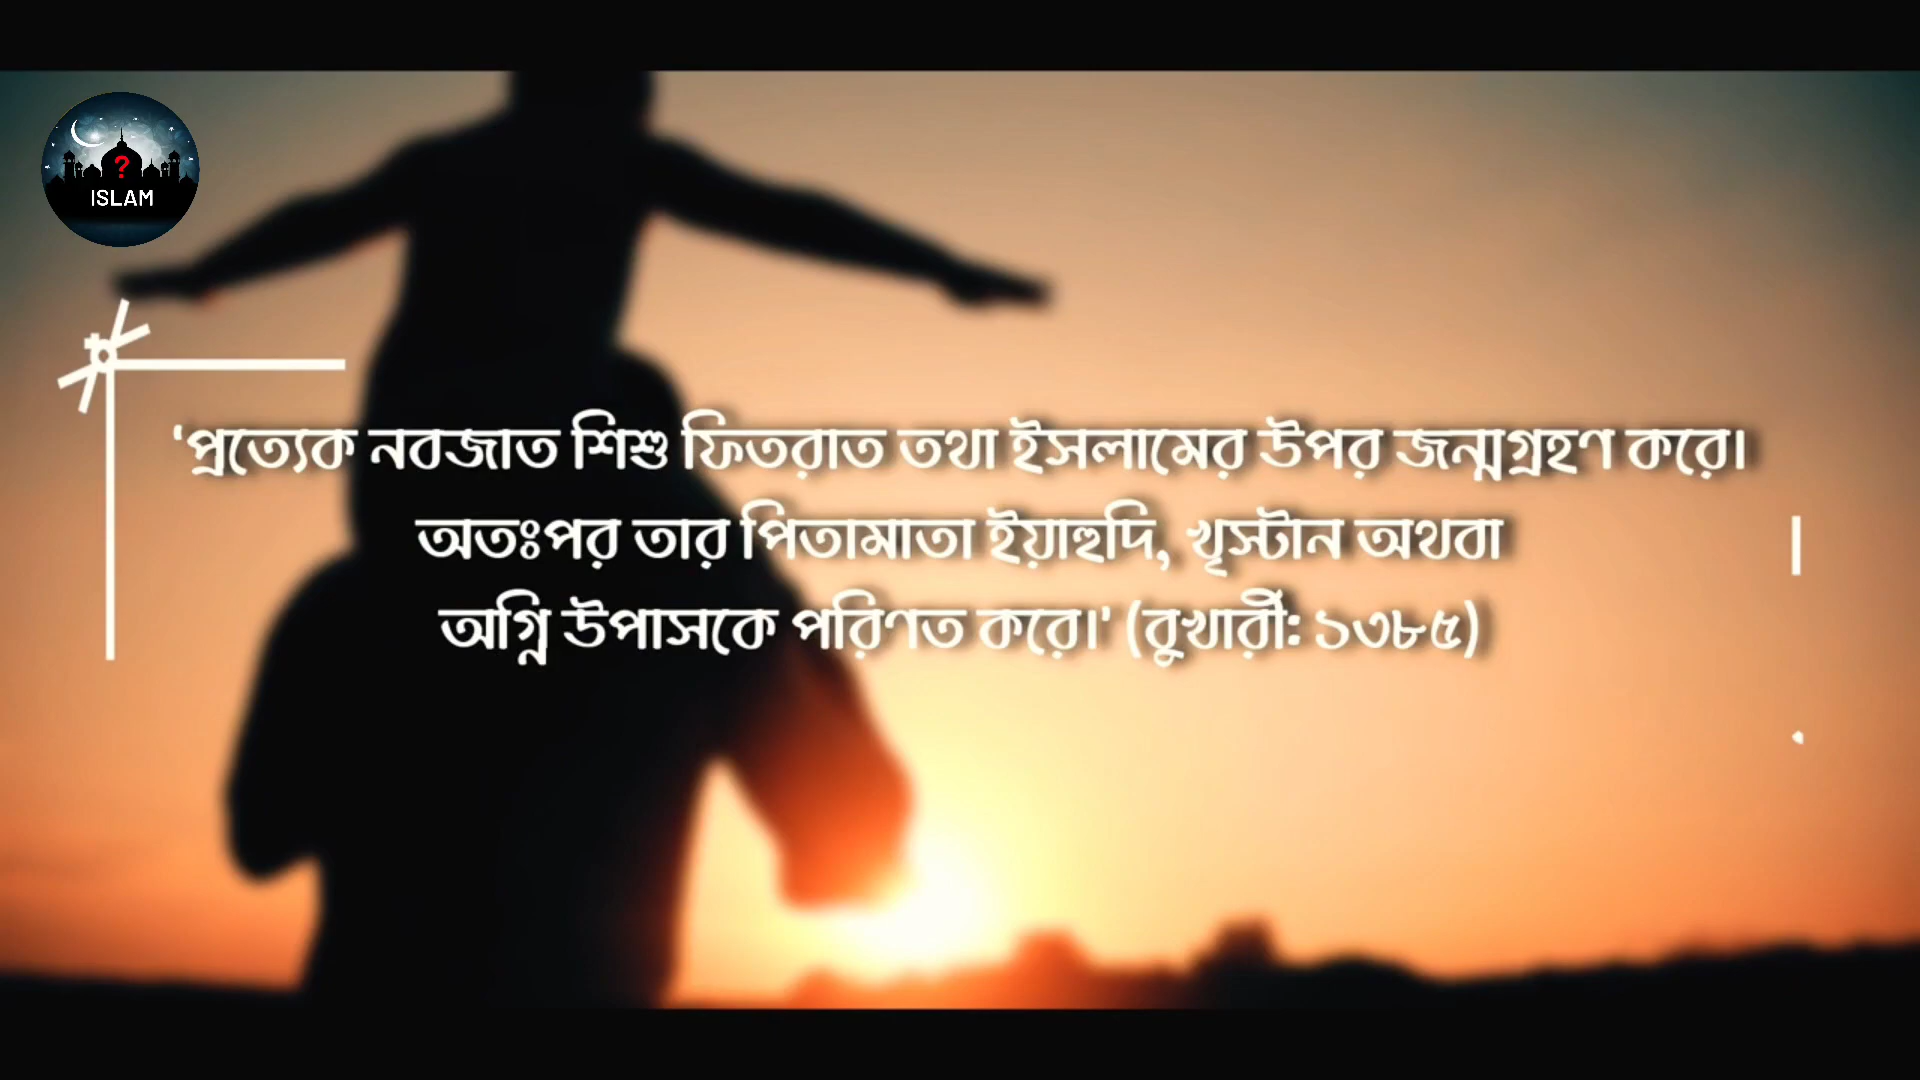 ?
ISLAM
‘প্রত্যেক নবজাত শিশু ফিতরাত তথা ইসলামের উপর জন্মগ্রহণ করে।
অতঃপর তার পিতামাতা ইয়াহুদি, খৃস্টান অথবা
অগ্নি উপাসকে পরিণত করে।’ (বুখারী: ১৩৮৫)